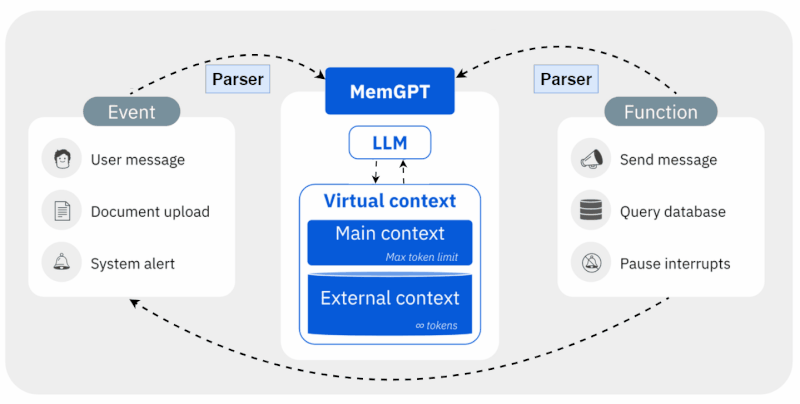 Parser
Parser
MemGPT
Event
User message
Document upload
System alert
LLM
Virtual context
Main context
Max token limit
External context
∞ tokens
Function
Send message
Query database
Pause interrupts